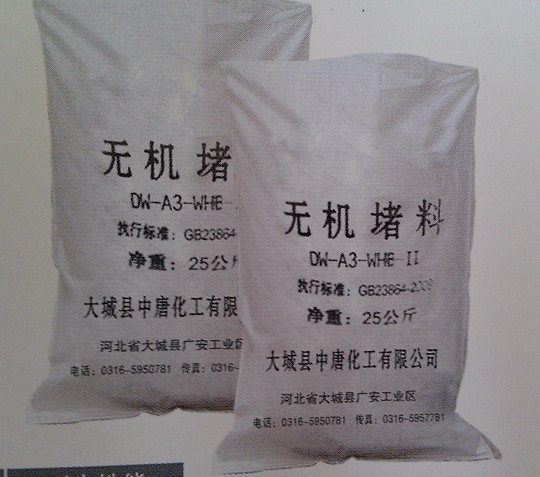 无机堵
DW-A3-WHB-
执行标准：GB23864-
净重：25公斤
大城县中唐化工有限
河北省大城县广安工业区
电话：0316-5950781 传真：0316-
无机堵料
DW-A3-WHB-II
执行标准：GB23864-2009
净重：25公斤
大城县中唐化工有限公司
河北省大城县广安工业区
电话：0316-5950781 传真：0316-5957781